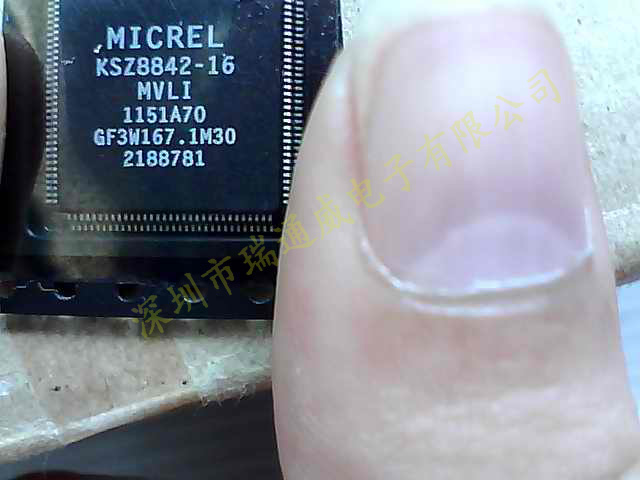 MICREL
KSZ8842-16
MVLI
1151A70
GF3W167.1M30
2188781
深圳市瑞通威电子有限公司